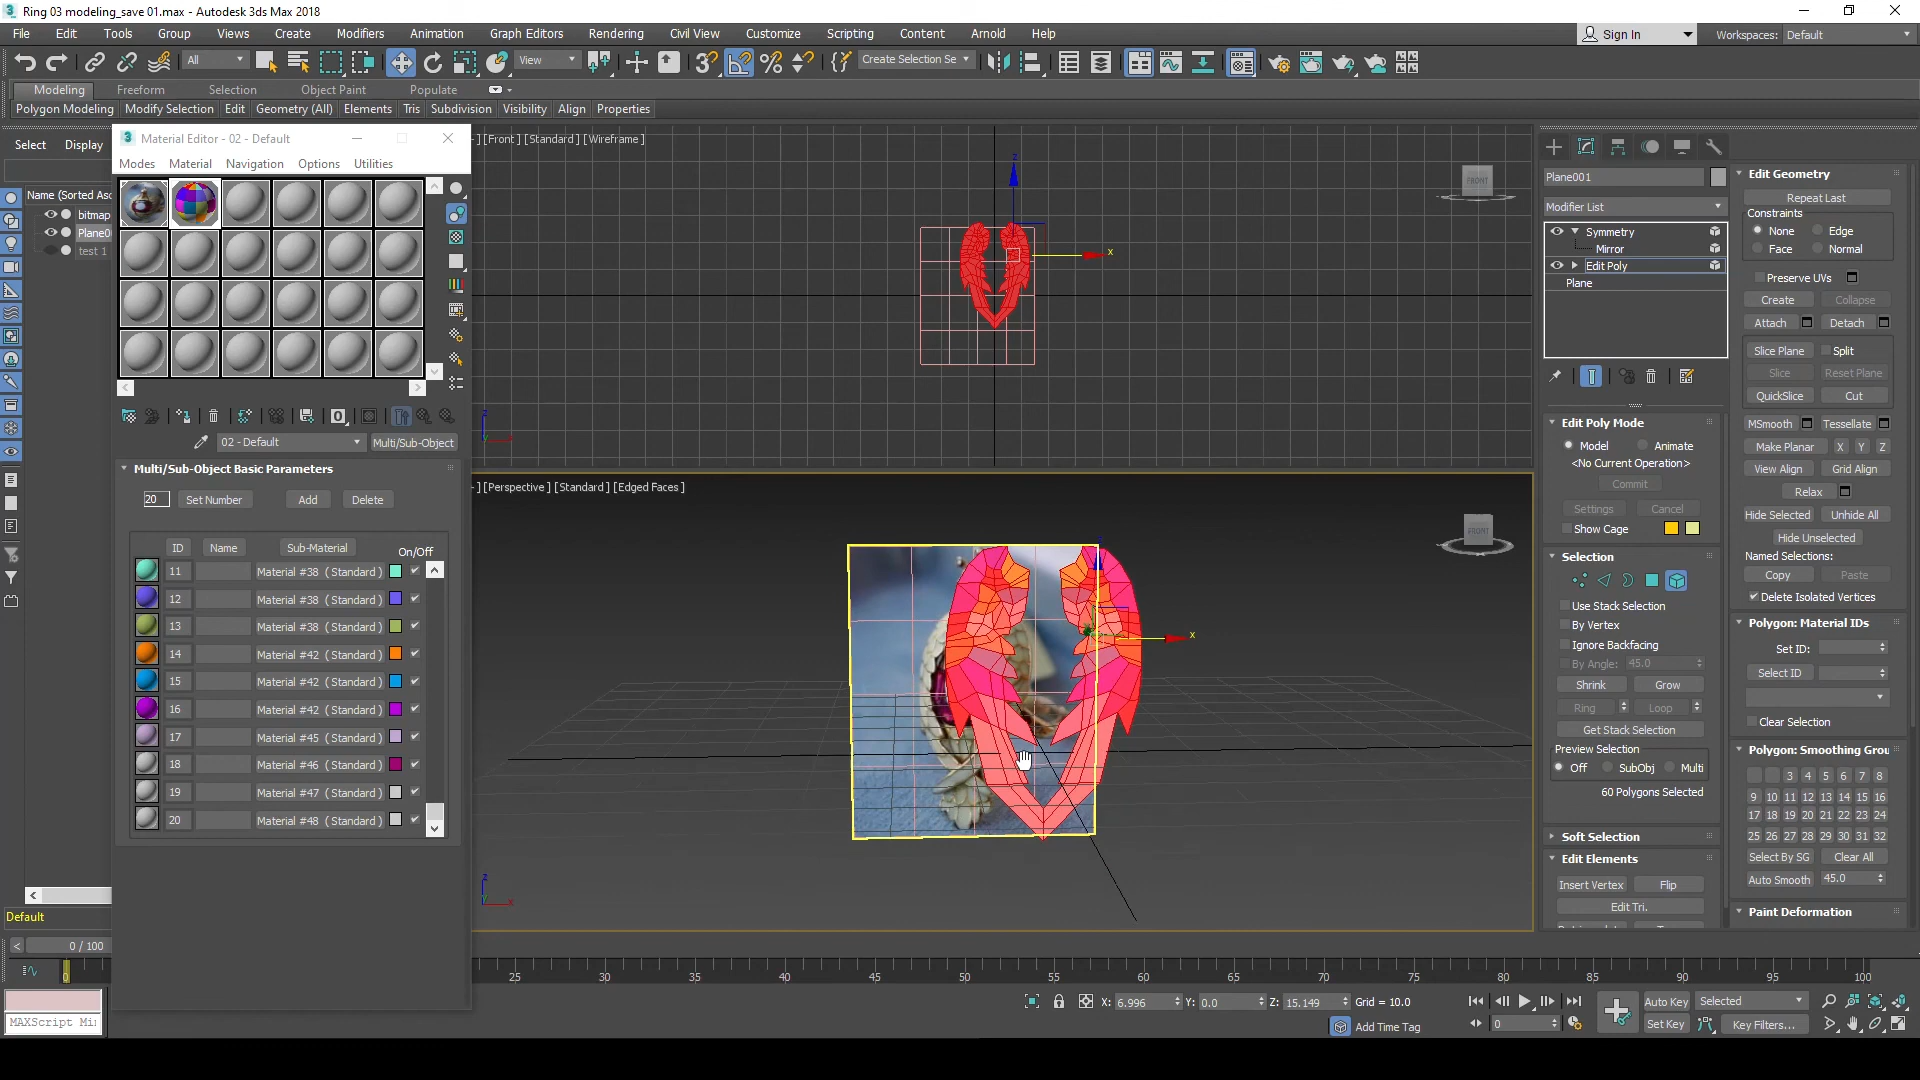 Ring 03 modeling_save 01.max - Autodesk 3ds Max 2018
File Edit Tools Group Views Create Modifiers Animation Graph Editors Rendering Civil View Customize Scripting Content Arnold Help
Sign In
Workspaces: Default
All
View
Create Selection Se
Modeling Freeform Selection Object Paint Populate
Polygon Modeling Modify Selection Edit Geometry (All) Elements Tris Subdivision Visibility Align Properties
Select Display
Name (Sorted Asc
bitmap
Plane0
test 1
Default
Material Editor - 02 - Default
Modes Material Navigation Options Utilities
02 - Default
Multi/Sub-Object
Multi/Sub-Object Basic Parameters
20 Set Number Add Delete
ID Name Sub-Material On/Off
11 Material #38 ( Standard )
12 Material #38 ( Standard )
13 Material #38 ( Standard )
14 Material #42 ( Standard )
15 Material #42 ( Standard )
16 Material #42 ( Standard )
17 Material #45 ( Standard )
18 Material #46 ( Standard )
19 Material #47 ( Standard )
20 Material #48 ( Standard )
] [Front ] [Standard ] [Wireframe ]
FRONT
z
x
] [Perspective ] [Standard ] [Edged Faces ]
FRONT
x
z
x
Plane001
Modifier List
Symmetry
Mirror
Edit Poly
Plane
Edit Poly Mode
Model Animate
<No Current Operation>
Commit
Settings Cancel
Show Cage
Selection
Use Stack Selection
By Vertex
Ignore Backfacing
By Angle: 45.0
Shrink Grow
Ring Loop
Get Stack Selection
Preview Selection
Off SubObj Multi
60 Polygons Selected
Soft Selection
Edit Elements
Insert Vertex Flip
Edit Tri.
Edit Geometry
Repeat Last
Constraints
None Edge
Face Normal
Preserve UVs
Create Collapse
Attach Detach
Slice Plane Split
Slice Reset Plane
QuickSlice Cut
MSmooth Tessellate
Make Planar X Y Z
View Align Grid Align
Relax
Hide Selected Unhide All
Hide Unselected
Named Selections:
Copy Paste
Delete Isolated Vertices
Polygon: Material IDs
Set ID:
Select ID
Clear Selection
Polygon: Smoothing Grou
3 4 5 6 7 8
9 10 11 12 13 14 15 16
17 18 19 20 21 22 23 24
25 26 27 28 29 30 31 32
Select By SG Clear All
Auto Smooth 45.0
Paint Deformation
0 / 100
0 25 30 35 40 45 50 55 60 65 70 75 80 85 90 95 100
MAXScript Mi
X: 6.996 Y: 0.0 Z: 15.149 Grid = 10.0
Add Time Tag
0
Auto Key Selected
Set Key Key Filters...